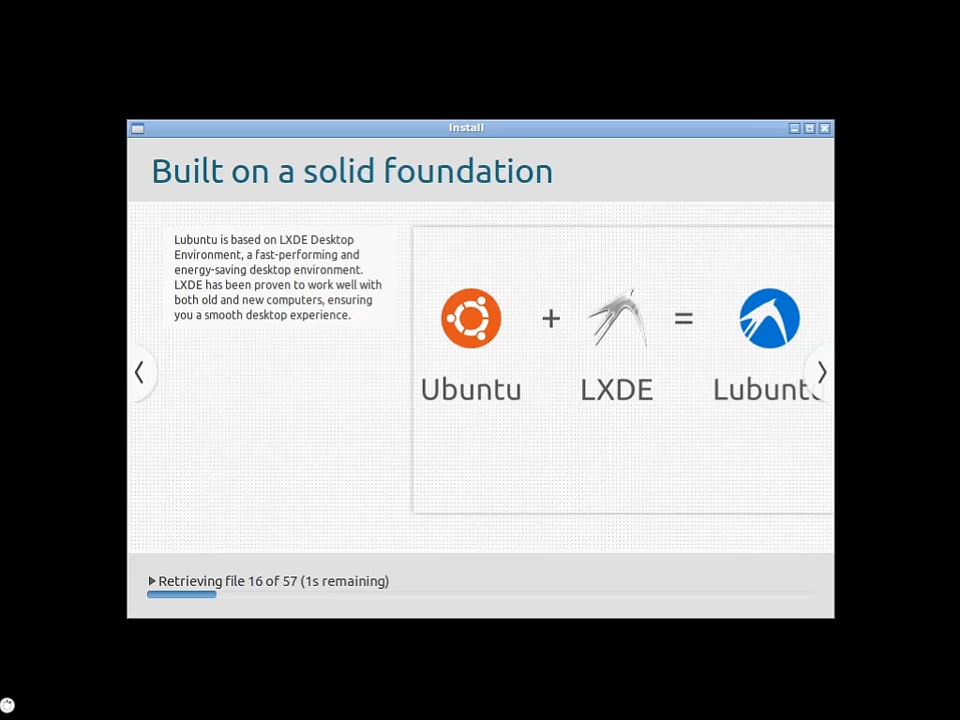 Install
Built on a solid foundation
Lubuntu is based on LXDE Desktop
Environment, a fast-performing and
energy-saving desktop environment.
LXDE has been proven to work well with
both old and new computers, ensuring
you a smooth desktop experience.
+ =
Ubuntu LXDE Lubuntu
Retrieving file 16 of 57 (1s remaining)